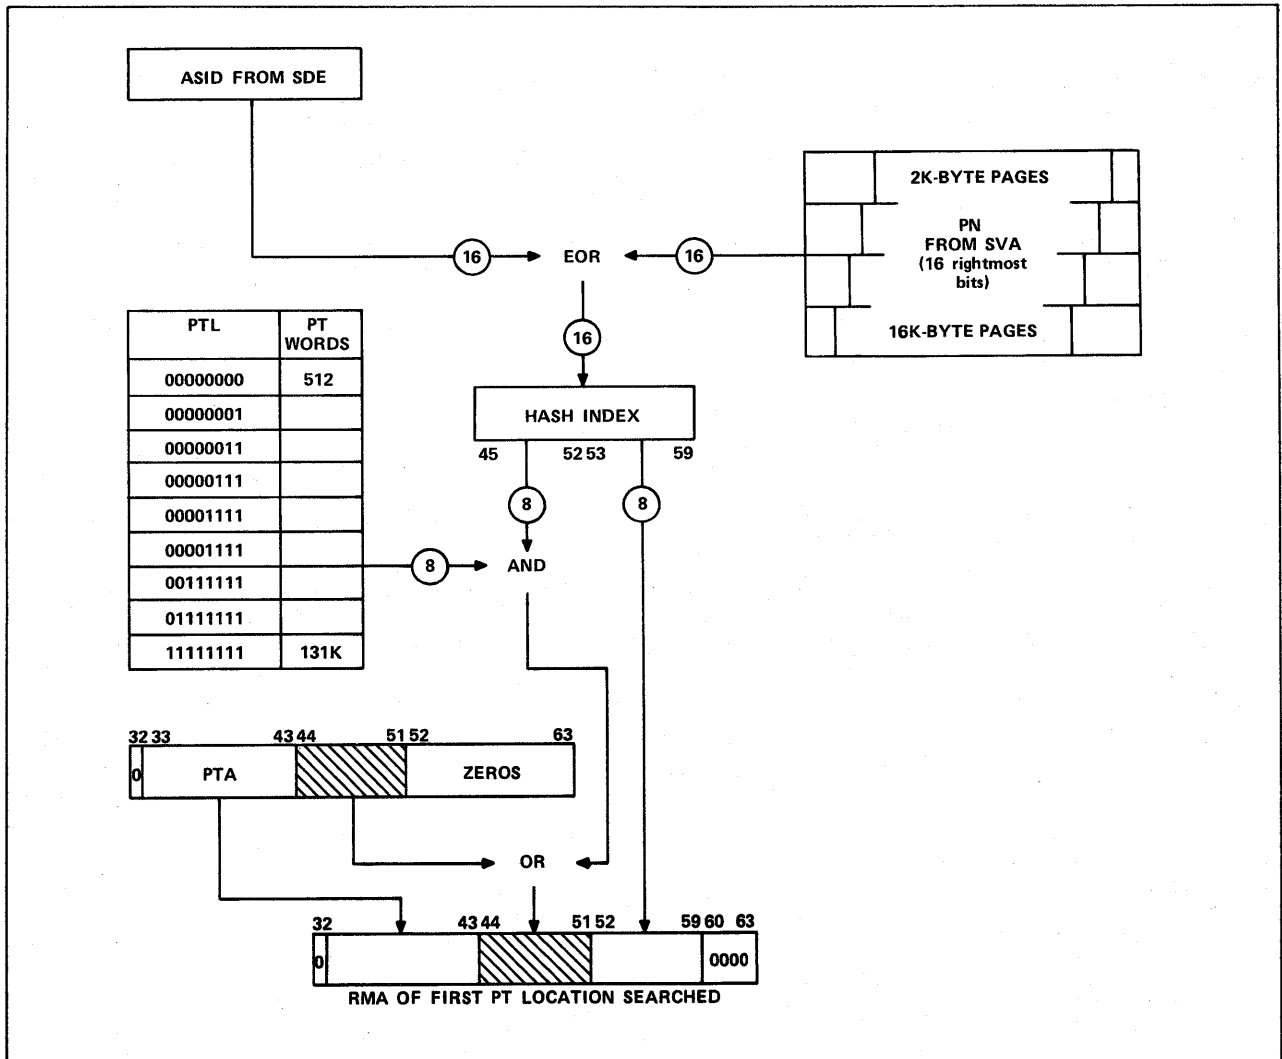 ASID FROM SDE
2K-BYTE PAGES
PN
FROM SVA
(16 rightmost
bits)
16K-BYTE PAGES
16
EOR
16
16
HASH INDEX
45 52 53 59
8
8
PTL PT
WORDS
00000000 512
00000001
00000011
00000111
00001111
00001111
00111111
01111111
11111111 131K
8
AND
32 33 43 44 51 52 63
0 PTA ZEROS
OR
32 43 44 51 52 59 60 63
0 0000
RMA OF FIRST PT LOCATION SEARCHED